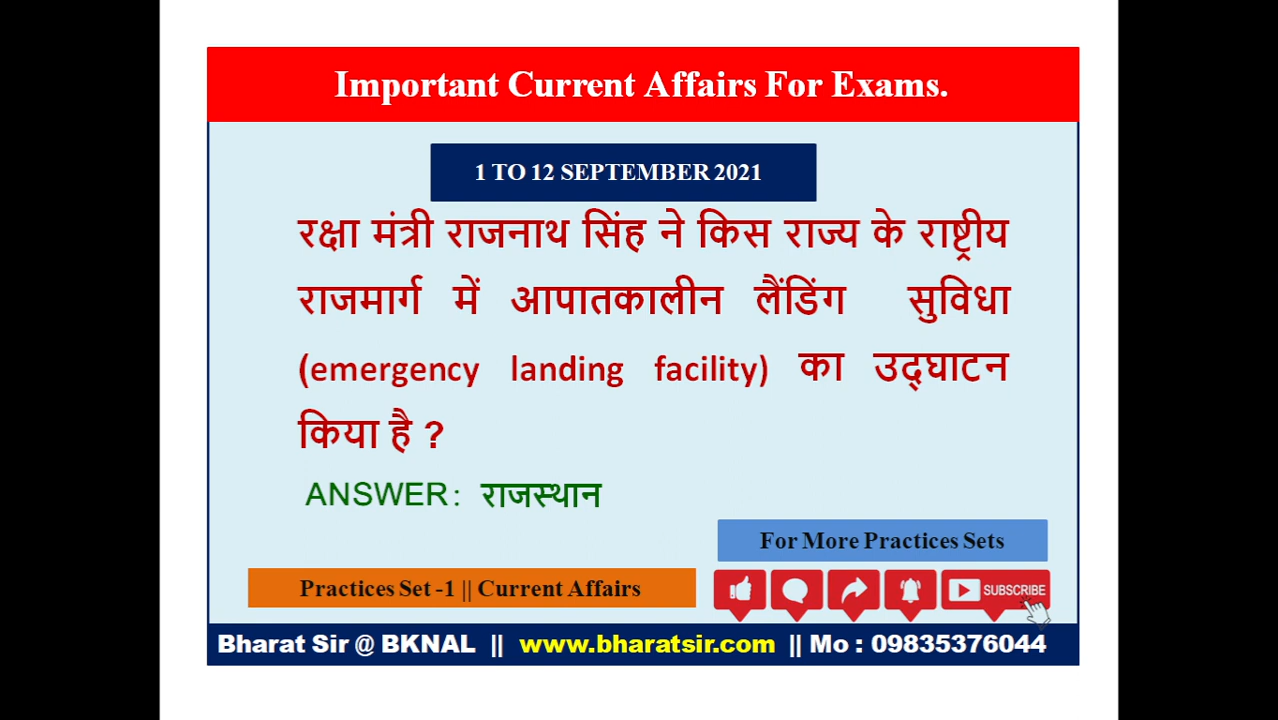 Important Current Affairs For Exams.
1 TO 12 SEPTEMBER 2021
रक्षा मंत्री राजनाथ सिंह ने किस राज्य के राष्ट्रीय
राजमार्ग में आपातकालीन लैंडिंग सुविधा
(emergency landing facility) का उद्घाटन
किया है ?
ANSWER: राजस्थान
For More Practices Sets
Practices Set -1 || Current Affairs
SUBSCRIBE
Bharat Sir @ BKNAL || www.bharatsir.com || Mo : 09835376044